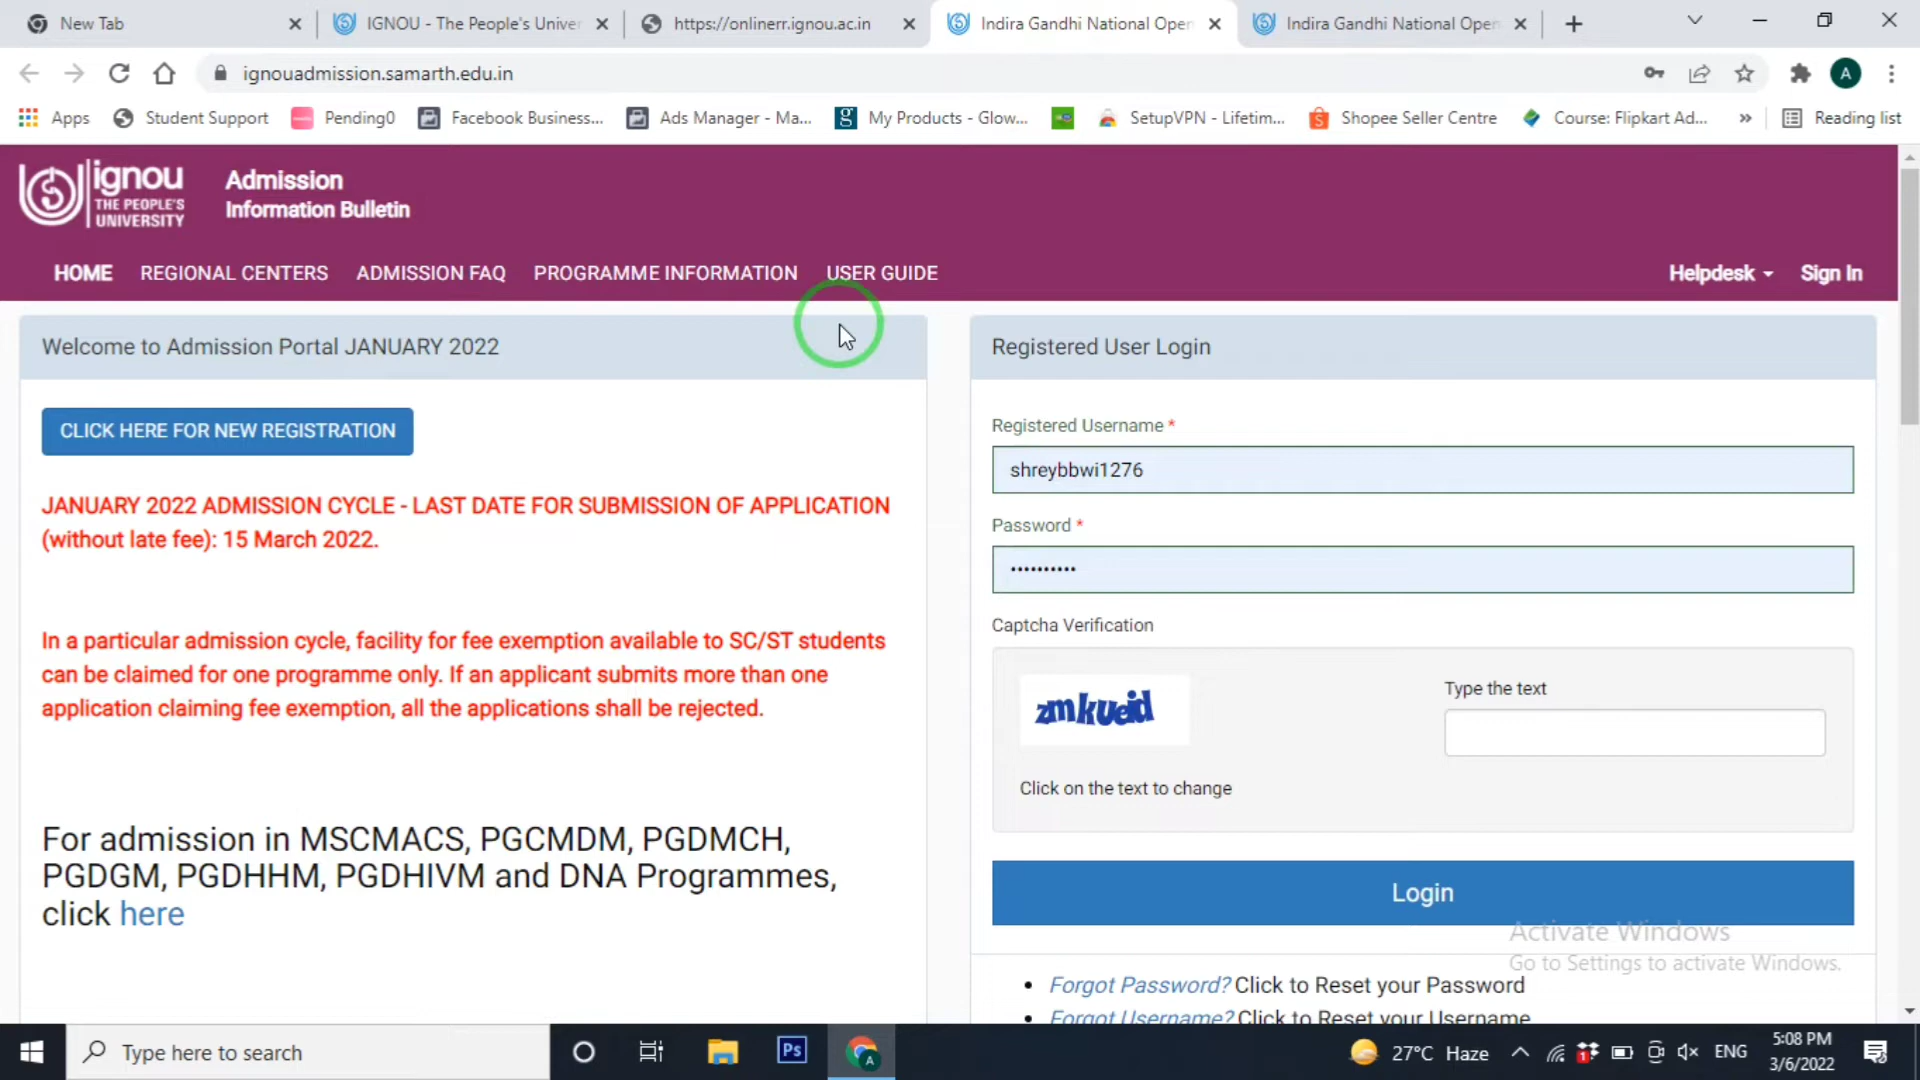 New Tab
IGNOU - The People's Univer
https://onlinerr.ignou.ac.in
Indira Gandhi National Open
Indira Gandhi National Open
ignouadmission.samarth.edu.in
A
Apps
Student Support
Pending0
Facebook Business...
Ads Manager - Ma...
g
My Products - Glow...
SetupVPN - Lifetim...
Shopee Seller Centre
Course: Flipkart Ad...
»
Reading list
ignou
THE PEOPLE'S
UNIVERSITY
Admission
Information Bulletin
HOME
REGIONAL CENTERS
ADMISSION FAQ
PROGRAMME INFORMATION
USER GUIDE
Helpdesk
Sign In
Welcome to Admission Portal JANUARY 2022
CLICK HERE FOR NEW REGISTRATION
JANUARY 2022 ADMISSION CYCLE - LAST DATE FOR SUBMISSION OF APPLICATION
(without late fee): 15 March 2022.
In a particular admission cycle, facility for fee exemption available to SC/ST students
can be claimed for one programme only. If an applicant submits more than one
application claiming fee exemption, all the applications shall be rejected.
For admission in MSCMACS, PGCMDM, PGDMCH,
PGDGM, PGDHHM, PGDHIVM and DNA Programmes,
click here
Registered User Login
Registered Username *
shreybbwi1276
Password *
••••••••••
Captcha Verification
zmkueid
Type the text
Click on the text to change
Login
Activate Windows
Go to Settings to activate Windows.
• Forgot Password? Click to Reset your Password
• Forgot Username? Click to Reset your Username
Type here to search
Ps
A
27°C Haze
1
ENG
5:08 PM
3/6/2022